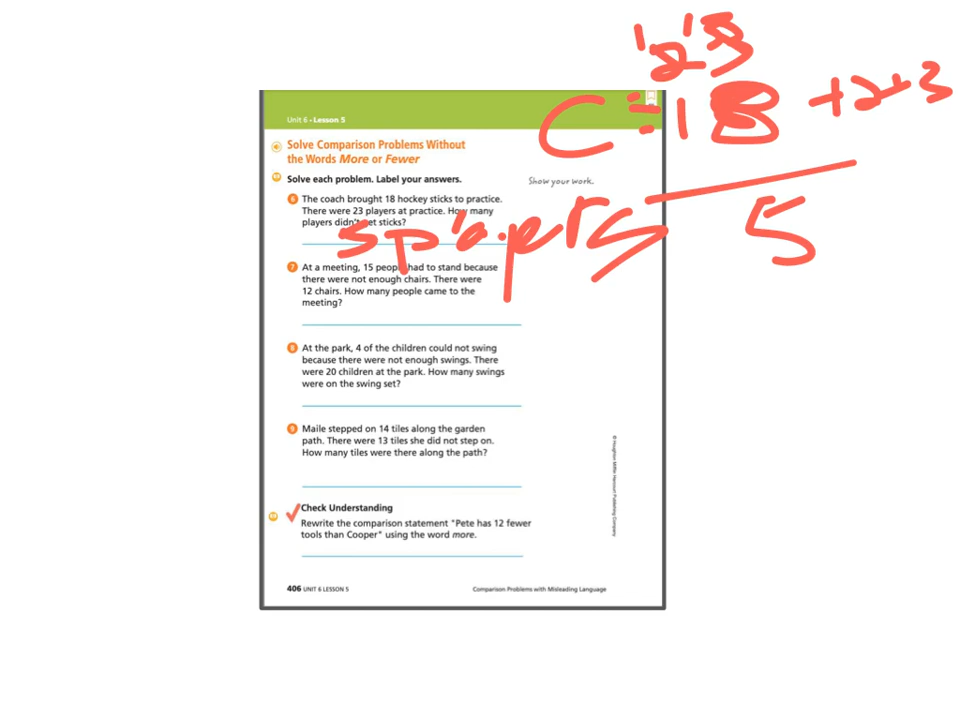 Unit 6 • Lesson 5
Solve Comparison Problems Without
the Words More or Fewer
Solve each problem. Label your answers.
Show your work.
6 The coach brought 18 hockey sticks to practice.
There were 23 players at practice. How many
players didn't get sticks?
+2+3
5
players
7 At a meeting, 15 people had to stand because
there were not enough chairs. There were
12 chairs. How many people came to the
meeting?
8 At the park, 4 of the children could not swing
because there were not enough swings. There
were 20 children at the park. How many swings
were on the swing set?
9 Maile stepped on 14 tiles along the garden
path. There were 13 tiles she did not step on.
How many tiles were there along the path?
Check Understanding
Rewrite the comparison statement "Pete has 12 fewer
tools than Cooper" using the word more.
© Houghton Mifflin Harcourt Publishing Company
406 UNIT 6 LESSON 5
Comparison Problems with Misleading Language